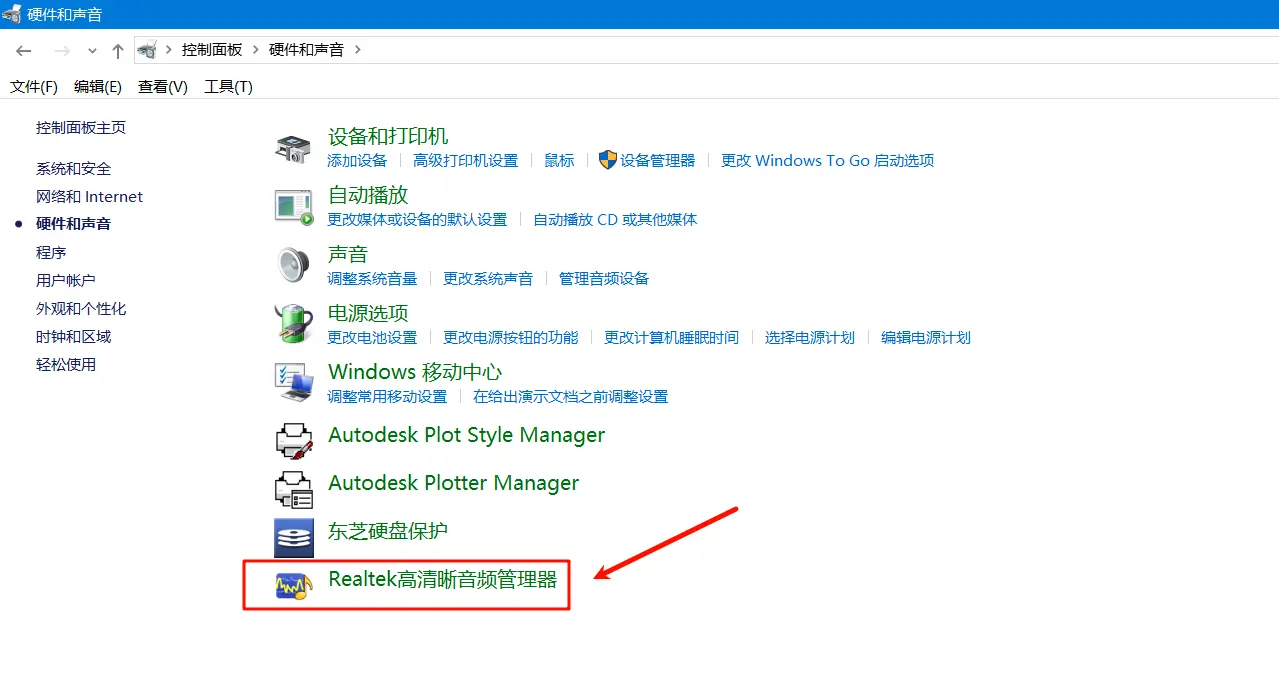 硬件和声音
控制面板 硬件和声音
文件(F) 编辑(E) 查看(V) 工具(T)
控制面板主页
系统和安全
网络和 Internet
硬件和声音
程序
用户帐户
外观和个性化
时钟和区域
轻松使用
设备和打印机
添加设备 高级打印机设置 鼠标 设备管理器 更改 Windows To Go 启动选项
自动播放
更改媒体或设备的默认设置 自动播放 CD 或其他媒体
声音
调整系统音量 更改系统声音 管理音频设备
电源选项
更改电池设置 更改电源按钮的功能 更改计算机睡眠时间 选择电源计划 编辑电源计划
Windows 移动中心
调整常用移动设置 在给出演示文档之前调整设置
Autodesk Plot Style Manager
Autodesk Plotter Manager
东芝硬盘保护
Realtek高清晰音频管理器